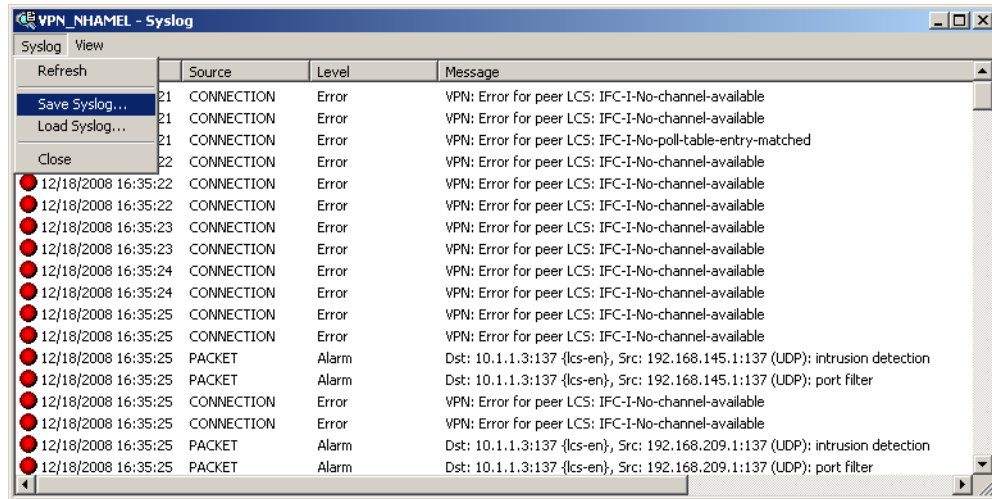 VPN_NHAMEL - Syslog
Syslog View
Refresh Source Level Message
Save Syslog... 21 CONNECTION Error VPN: Error for peer LCS: IFC-I-No-channel-available
Load Syslog... 21 CONNECTION Error VPN: Error for peer LCS: IFC-I-No-channel-available
21 CONNECTION Error VPN: Error for peer LCS: IFC-I-No-poll-table-entry-matched
Close 22 CONNECTION Error VPN: Error for peer LCS: IFC-I-No-channel-available
12/18/2008 16:35:22 CONNECTION Error VPN: Error for peer LCS: IFC-I-No-channel-available
12/18/2008 16:35:22 CONNECTION Error VPN: Error for peer LCS: IFC-I-No-channel-available
12/18/2008 16:35:23 CONNECTION Error VPN: Error for peer LCS: IFC-I-No-channel-available
12/18/2008 16:35:23 CONNECTION Error VPN: Error for peer LCS: IFC-I-No-channel-available
12/18/2008 16:35:24 CONNECTION Error VPN: Error for peer LCS: IFC-I-No-channel-available
12/18/2008 16:35:24 CONNECTION Error VPN: Error for peer LCS: IFC-I-No-channel-available
12/18/2008 16:35:25 CONNECTION Error VPN: Error for peer LCS: IFC-I-No-channel-available
12/18/2008 16:35:25 CONNECTION Error VPN: Error for peer LCS: IFC-I-No-channel-available
12/18/2008 16:35:25 PACKET Alarm Dst: 10.1.1.3:137 {lcs-en}, Src: 192.168.145.1:137 (UDP): intrusion detection
12/18/2008 16:35:25 PACKET Alarm Dst: 10.1.1.3:137 {lcs-en}, Src: 192.168.145.1:137 (UDP): port filter
12/18/2008 16:35:25 CONNECTION Error VPN: Error for peer LCS: IFC-I-No-channel-available
12/18/2008 16:35:25 CONNECTION Error VPN: Error for peer LCS: IFC-I-No-channel-available
12/18/2008 16:35:25 PACKET Alarm Dst: 10.1.1.3:137 {lcs-en}, Src: 192.168.209.1:137 (UDP): intrusion detection
12/18/2008 16:35:25 PACKET Alarm Dst: 10.1.1.3:137 {lcs-en}, Src: 192.168.209.1:137 (UDP): port filter